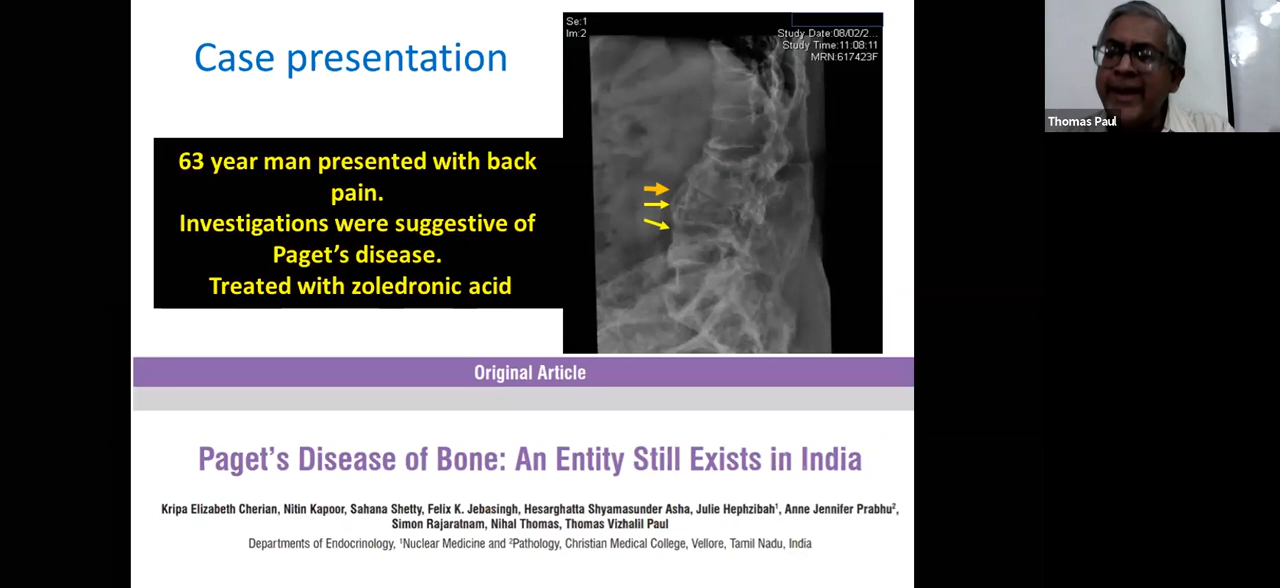 Case presentation
63 year man presented with back
pain.
Investigations were suggestive of
Paget’s disease.
Treated with zoledronic acid
Se:1
Im:2
Study Date:08/02/2...
Study Time:11:08:11
MRN:617423F
Thomas Paul
Original Article
Paget’s Disease of Bone: An Entity Still Exists in India
Kripa Elizabeth Cherian, Nitin Kapoor, Sahana Shetty, Felix K. Jebasingh, Hesarghatta Shyamasunder Asha, Julie Hephzibah¹, Anne Jennifer Prabhu²,
Simon Rajaratnam, Nihal Thomas, Thomas Vizhalil Paul
Departments of Endocrinology, ¹Nuclear Medicine and ²Pathology, Christian Medical College, Vellore, Tamil Nadu, India